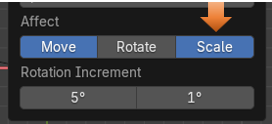 Affect
Move Rotate Scale
Rotation Increment
5° 1°